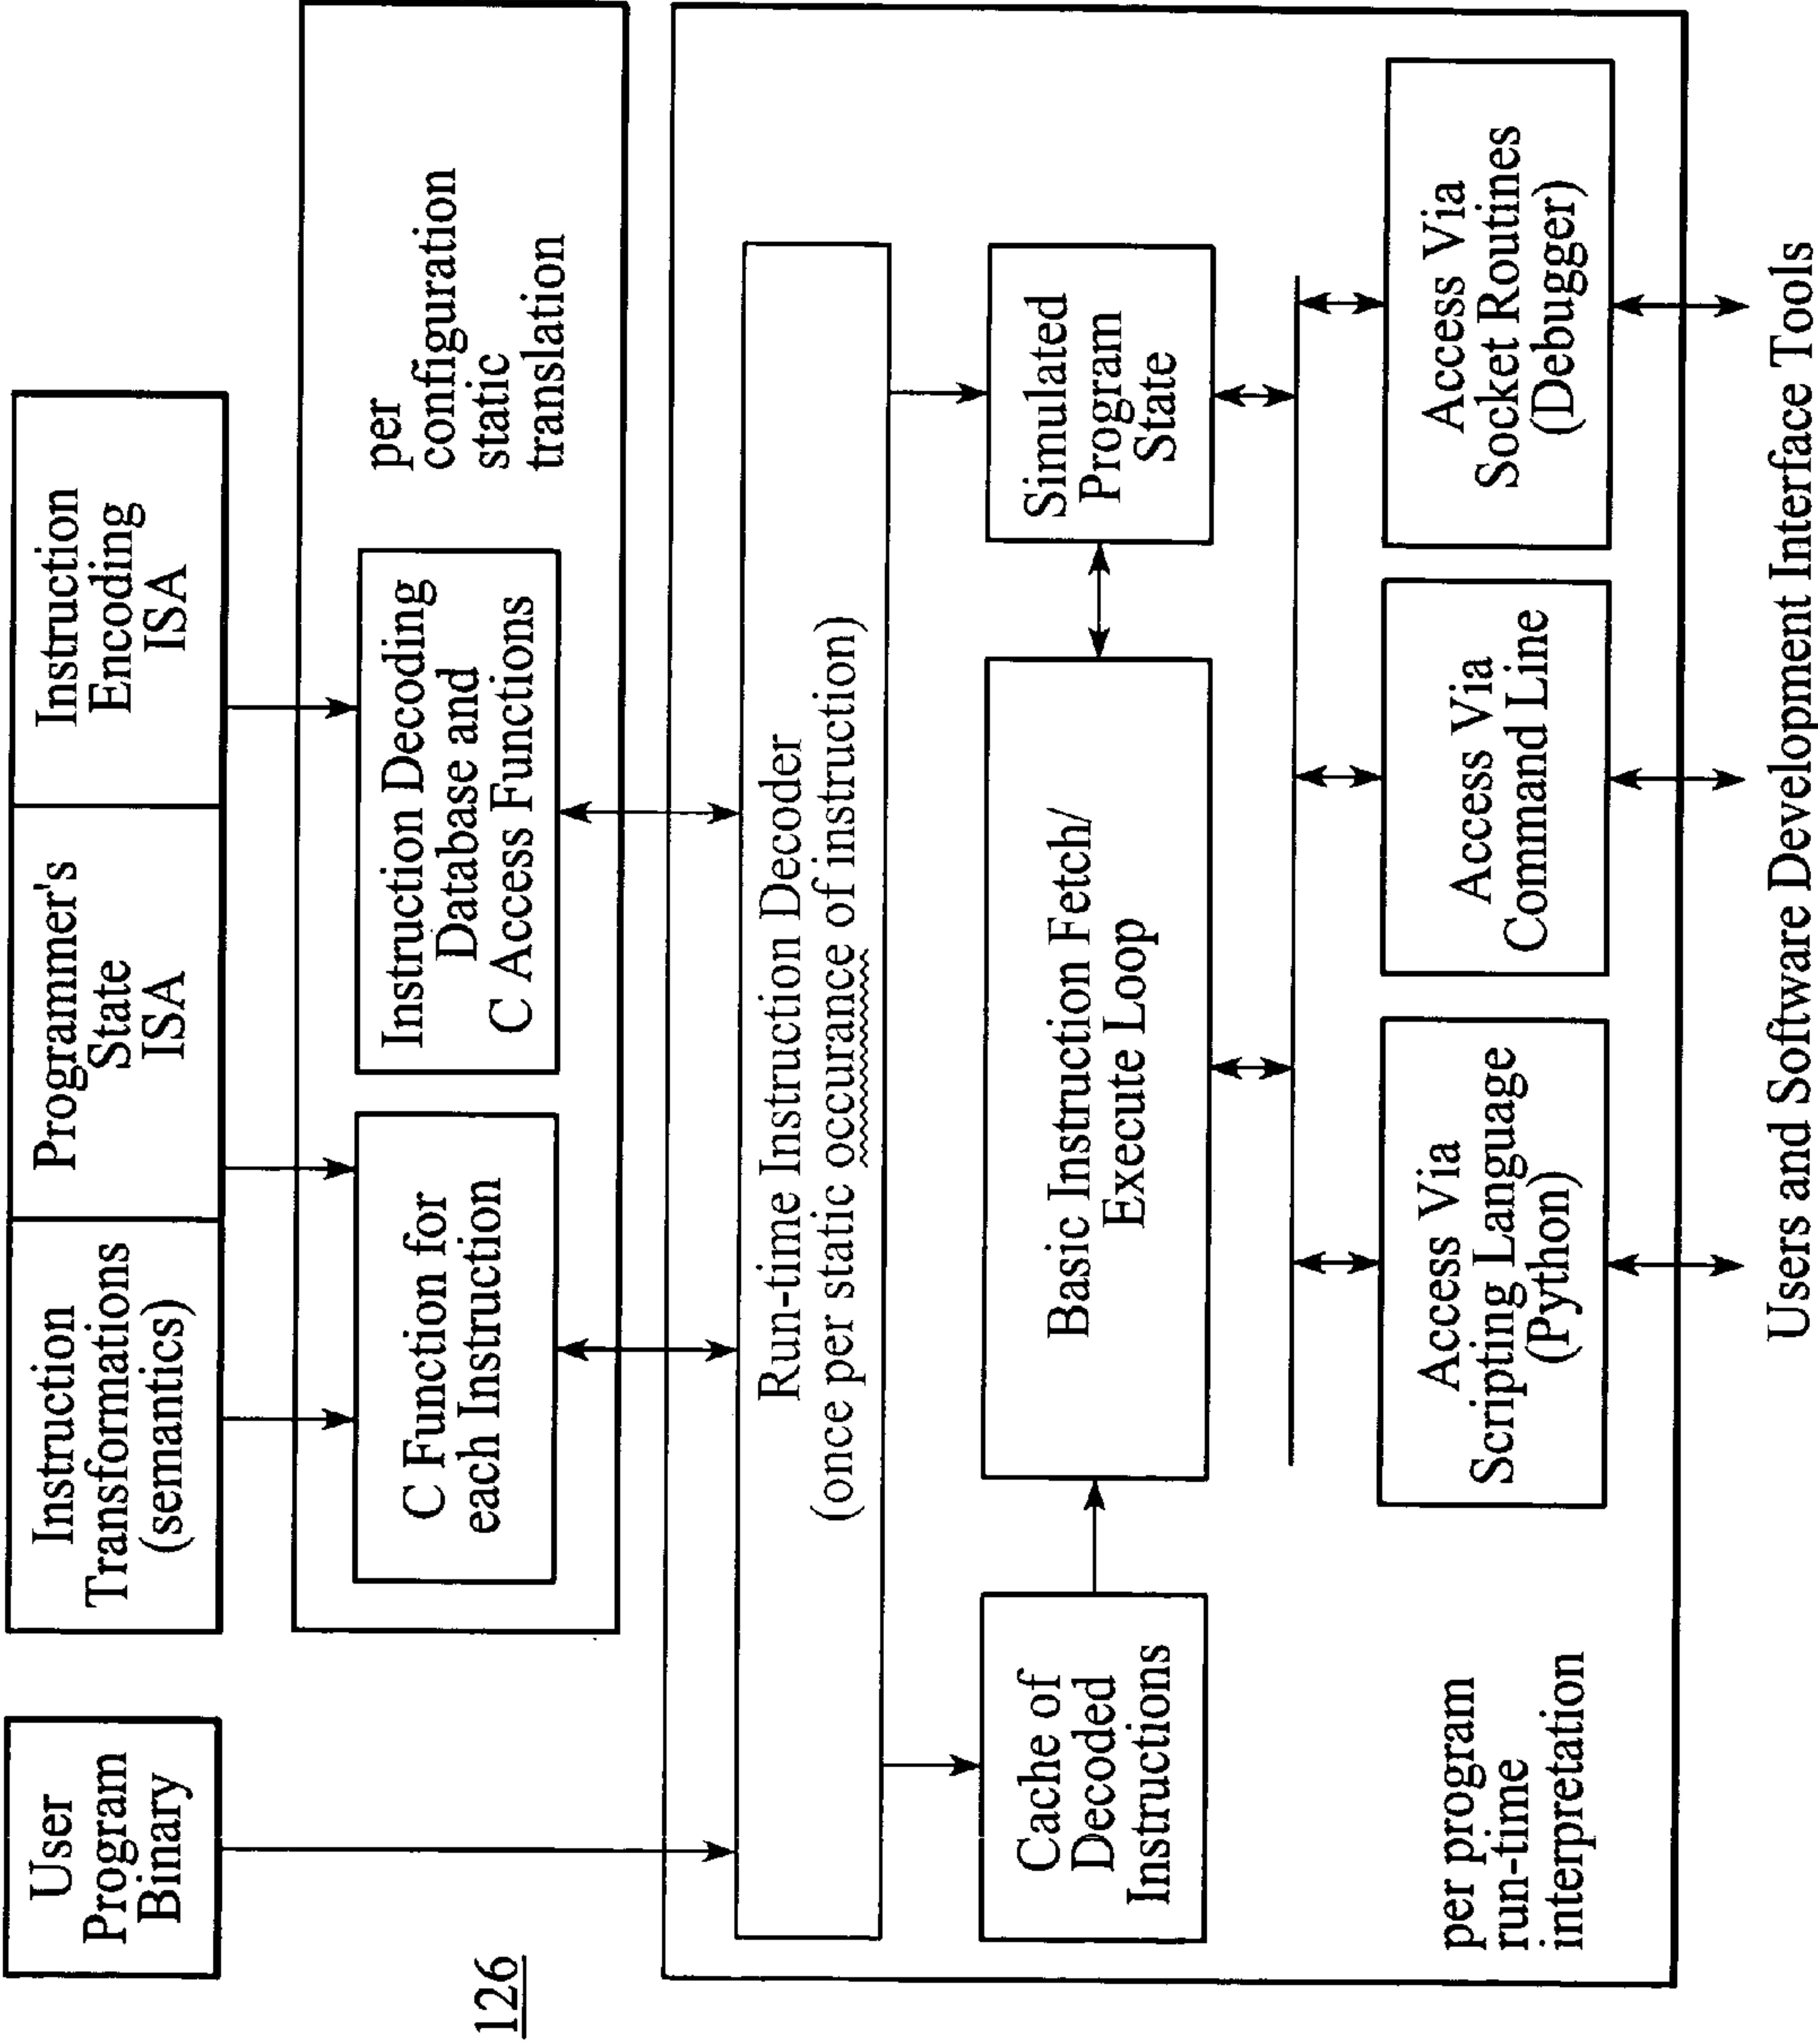 User
Program
Binary
Instruction
Transformations
(semantics)
Programmer's
State
ISA
Instruction
Encoding
ISA
126
C Function for
each Instruction
Instruction Decoding
Database and
C Access Functions
per
configuration
static
translation
Run-time Instruction Decoder
(once per static occurance of instruction)
Cache of
Decoded
Instructions
Basic Instruction Fetch/
Execute Loop
Simulated
Program
State
per program
run-time
interpretation
Access Via
Scripting Language
(Python)
Access Via
Command Line
Access Via
Socket Routines
(Debugger)
Users and Software Development Interface Tools